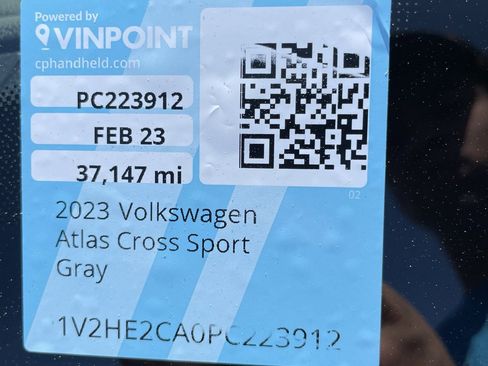 Powered by
VINPOINT
cphandheld.com
PC223912
FEB 23
37,147 mi
02
2023 Volkswagen
Atlas Cross Sport
Gray
1V2HE2CA0PC223912